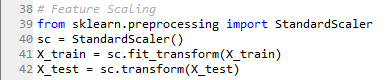 38 # Feature Scaling
39 from sklearn.preprocessing import StandardScaler
40 sc = StandardScaler()
41 X_train = sc.fit_transform(X_train)
42 X_test = sc.transform(X_test)